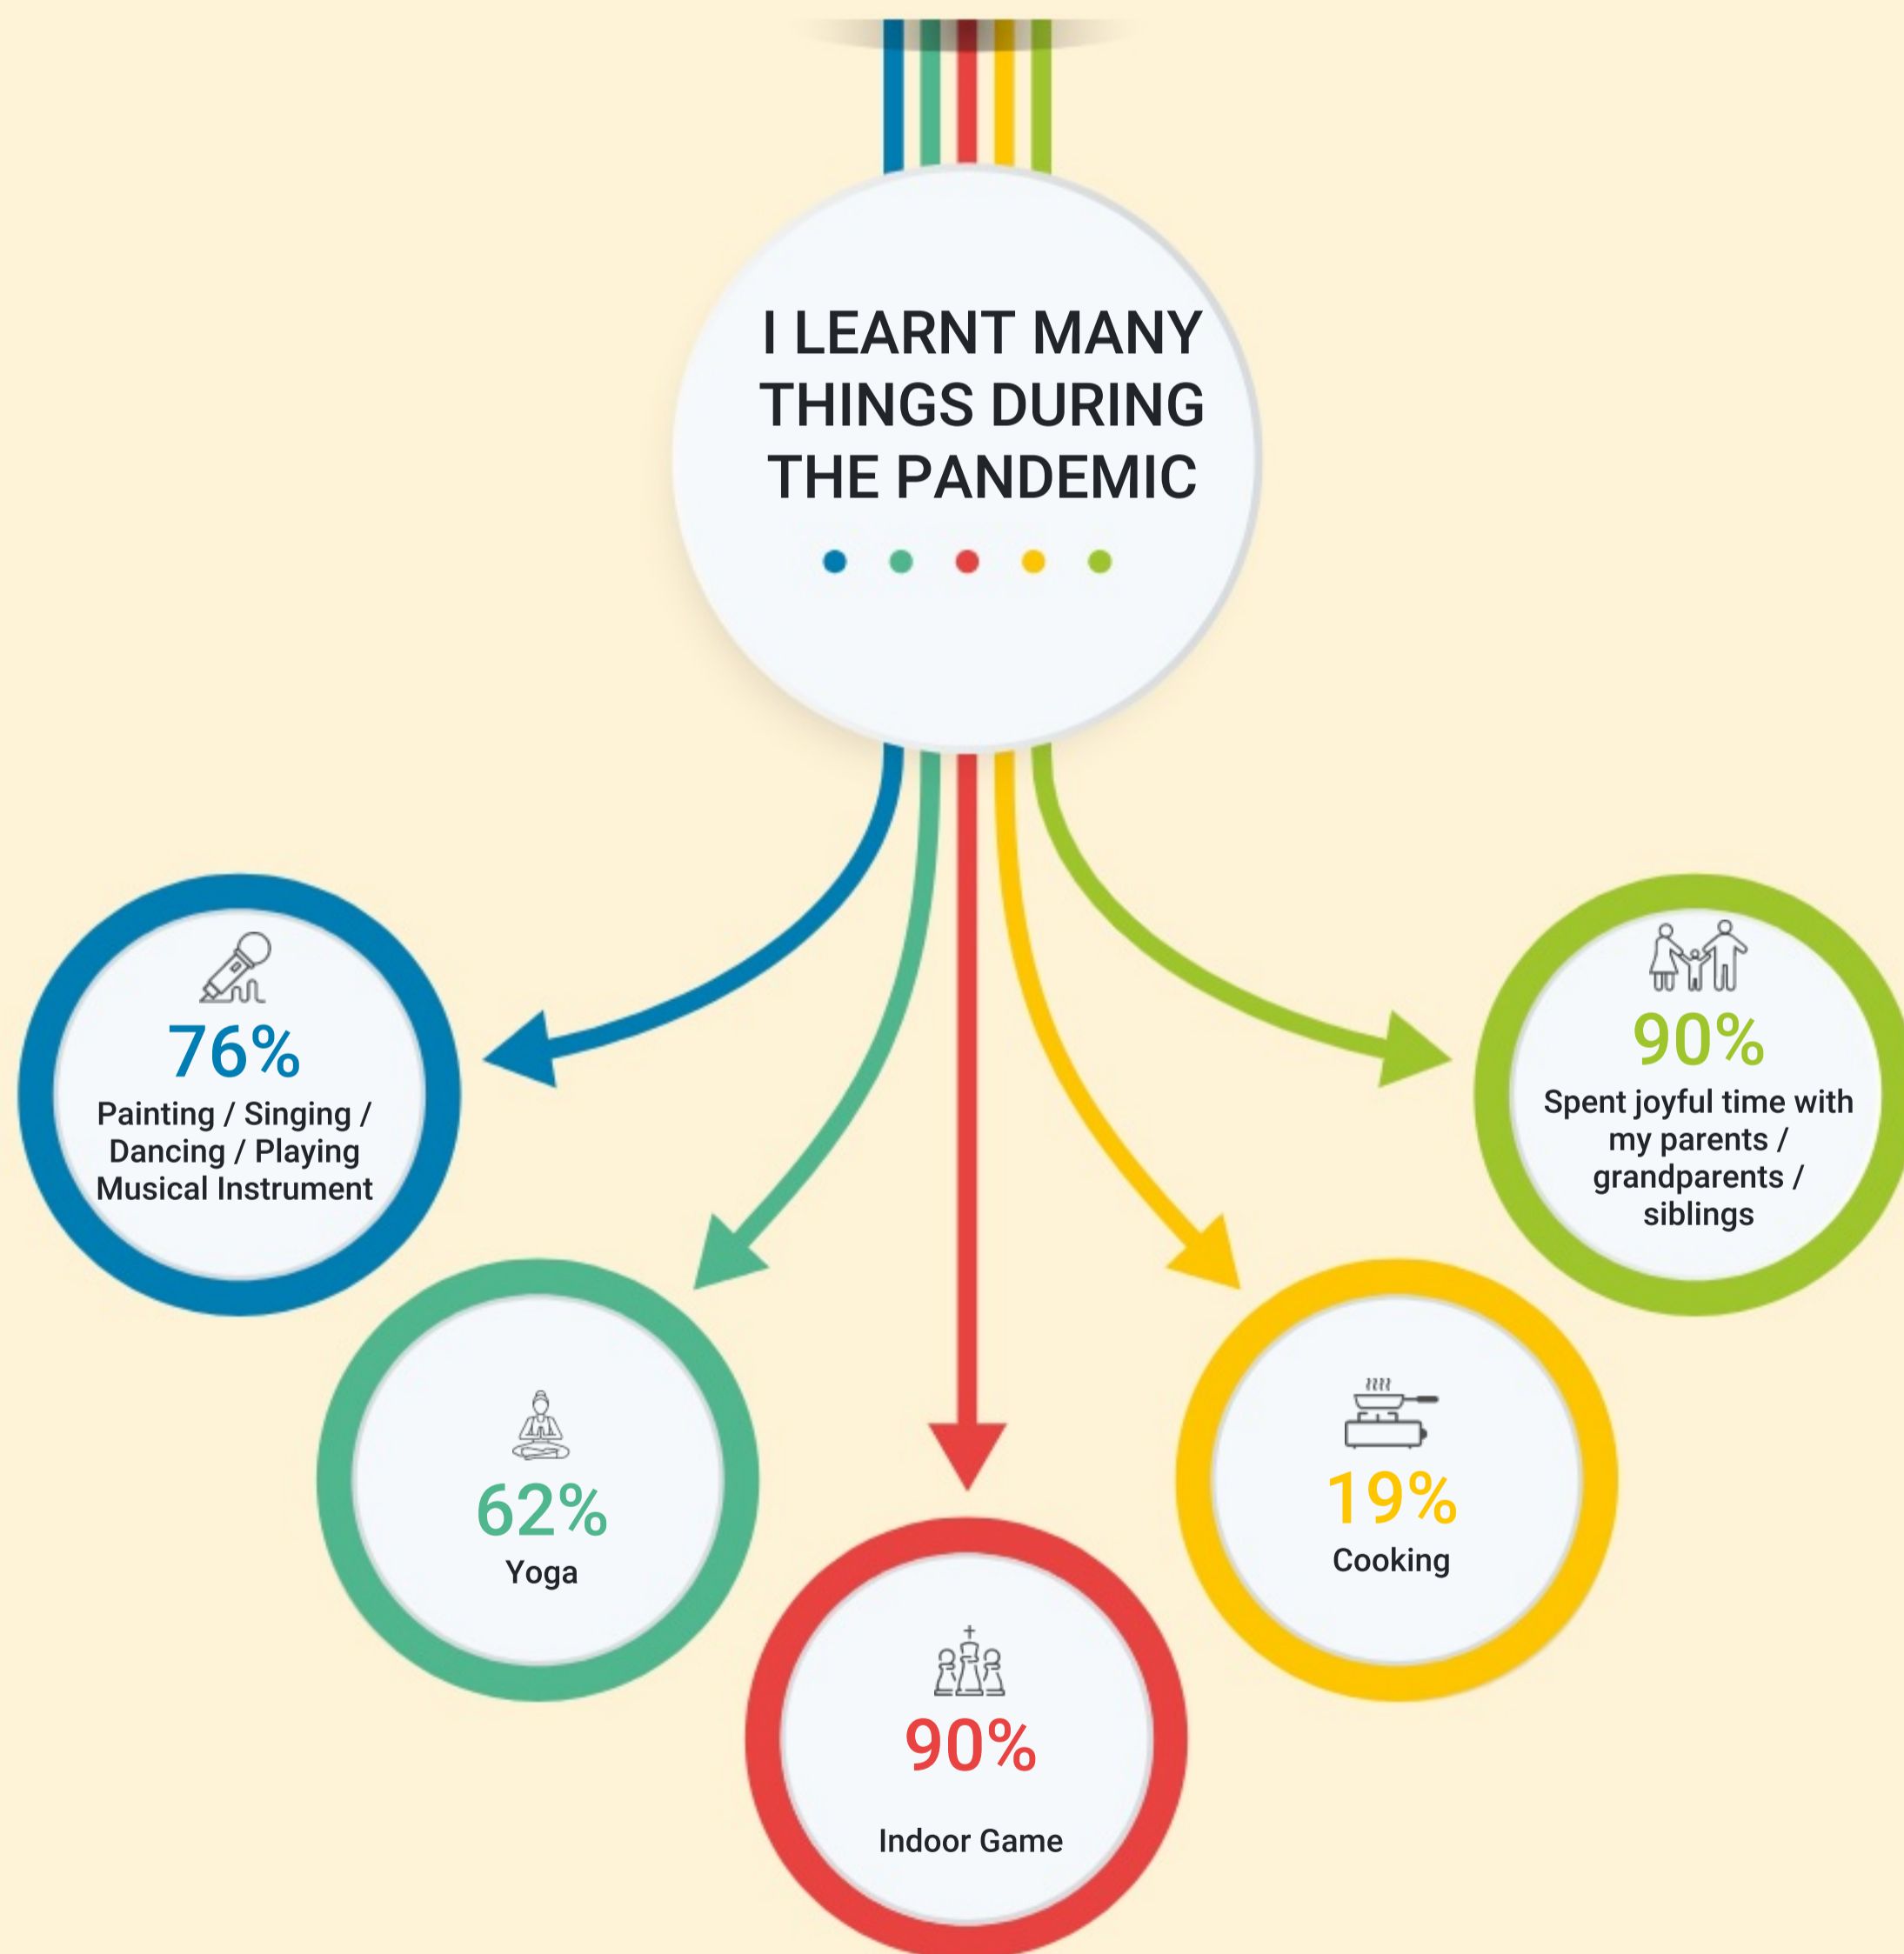 I LEARNT MANY
THINGS DURING
THE PANDEMIC
76%
Painting / Singing /
Dancing / Playing
Musical Instrument
90%
Spent joyful time with
my parents /
grandparents /
siblings
62%
Yoga
19%
Cooking
90%
Indoor Game